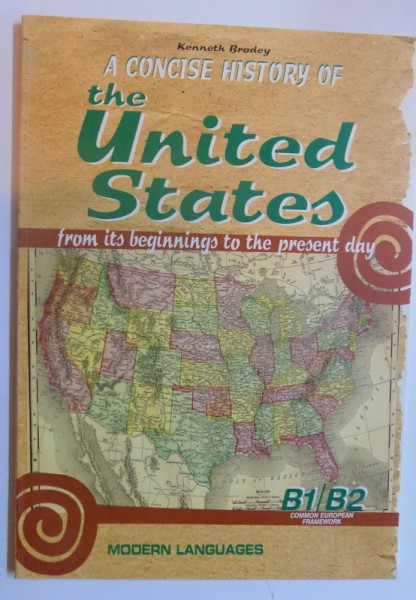 Kenneth Brodey
A CONCISE HISTORY OF
the
United
States
from its beginnings to the present day
B1/B2
COMMON EUROPEAN
FRAMEWORK
MODERN LANGUAGES